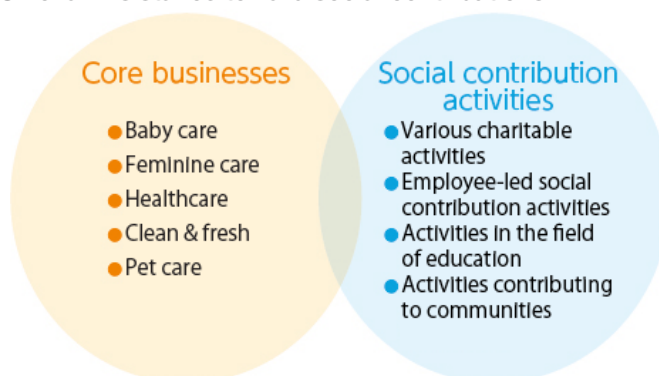 Core businesses
● Baby care
● Feminine care
● Healthcare
● Clean & fresh
● Pet care
Social contribution
activities
● Various charitable
activities
● Employee-led social
contribution activities
● Activities in the field
of education
● Activities contributing
to communities